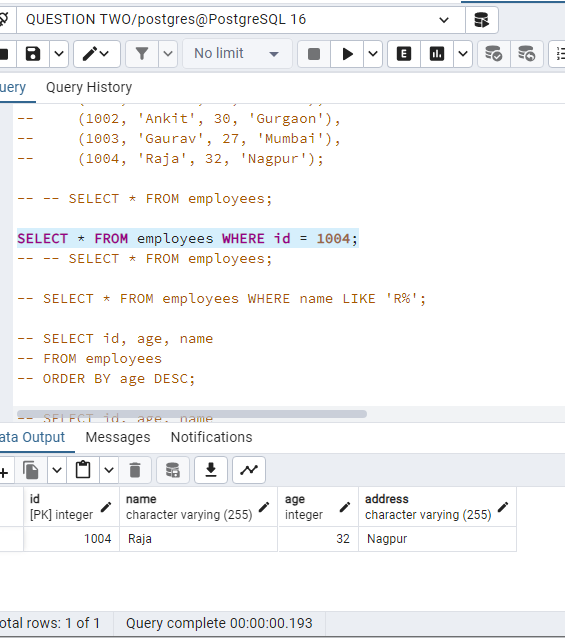 QUESTION TWO/postgres@PostgreSQL 16
No limit
E
uery Query History
-- (1002, 'Ankit', 30, 'Gurgaon'),
-- (1003, 'Gaurav', 27, 'Mumbai'),
-- (1004, 'Raja', 32, 'Nagpur');
-- -- SELECT * FROM employees;
SELECT * FROM employees WHERE id = 1004;
-- -- SELECT * FROM employees;
-- SELECT * FROM employees WHERE name LIKE 'R%';
-- SELECT id, age, name
-- FROM employees
-- ORDER BY age DESC;
-- SELECT id, age, name
ata Output Messages Notifications
id name age address
[PK] integer character varying (255) integer character varying (255)
1004 Raja 32 Nagpur
otal rows: 1 of 1 Query complete 00:00:00.193